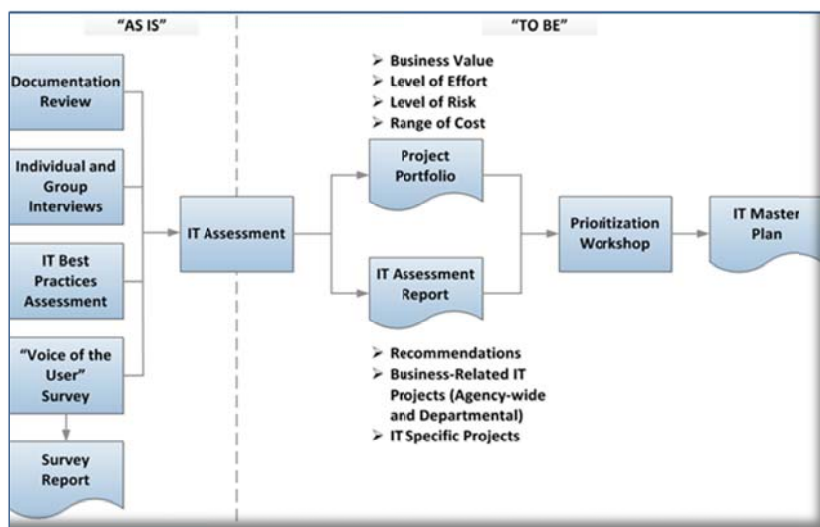 “AS IS”
“TO BE”
Documentation
Review
Individual and
Group
Interviews
IT Best
Practices
Assessment
“Voice of the
User”
Survey
Survey
Report
IT Assessment
➢ Business Value
➢ Level of Effort
➢ Level of Risk
➢ Range of Cost
Project
Portfolio
IT Assessment
Report
➢ Recommendations
➢ Business-Related IT
Projects (Agency-wide
and Departmental)
➢ IT Specific Projects
Prioritization
Workshop
IT Master
Plan